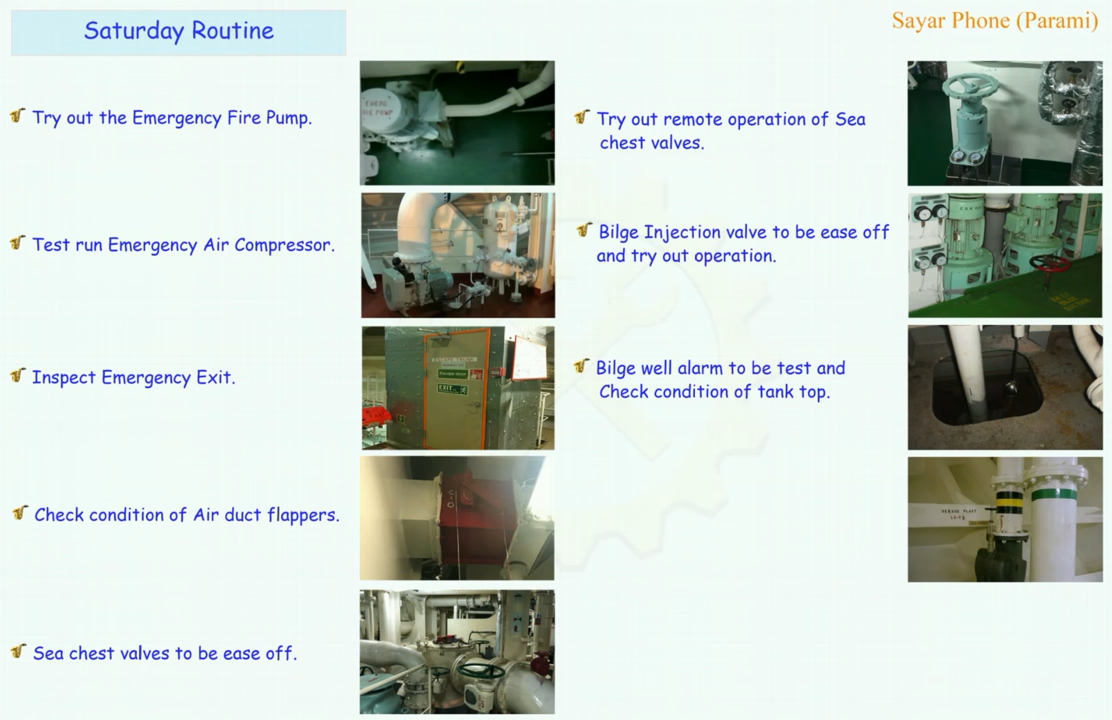 Saturday Routine
Sayar Phone (Parami)
Try out the Emergency Fire Pump.
Test run Emergency Air Compressor.
Inspect Emergency Exit.
EXIT
Check condition of Air duct flappers.
Sea chest valves to be ease off.
Try out remote operation of Sea
chest valves.
Bilge Injection valve to be ease off
and try out operation.
Bilge well alarm to be test and
Check condition of tank top.